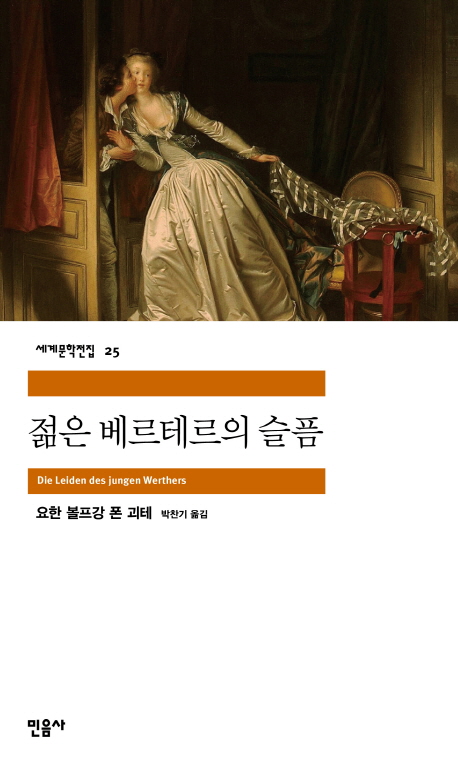 세계문학전집 25
젊은 베르테르의 슬픔
Die Leiden des jungen Werthers
요한 볼프강 폰 괴테 박찬기 옮김
민음사